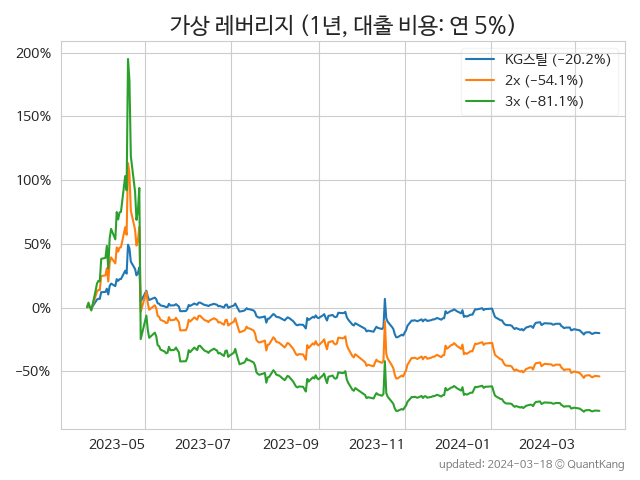 가상 레버리지 (1년, 대출 비용: 연 5%)
KG스틸 (−20.2%)
2x (−54.1%)
3x (−81.1%)
200%
150%
100%
50%
0%
−50%
2023-05 2023-07 2023-09 2023-11 2024-01 2024-03
updated: 2024-03-18 © QuantKang